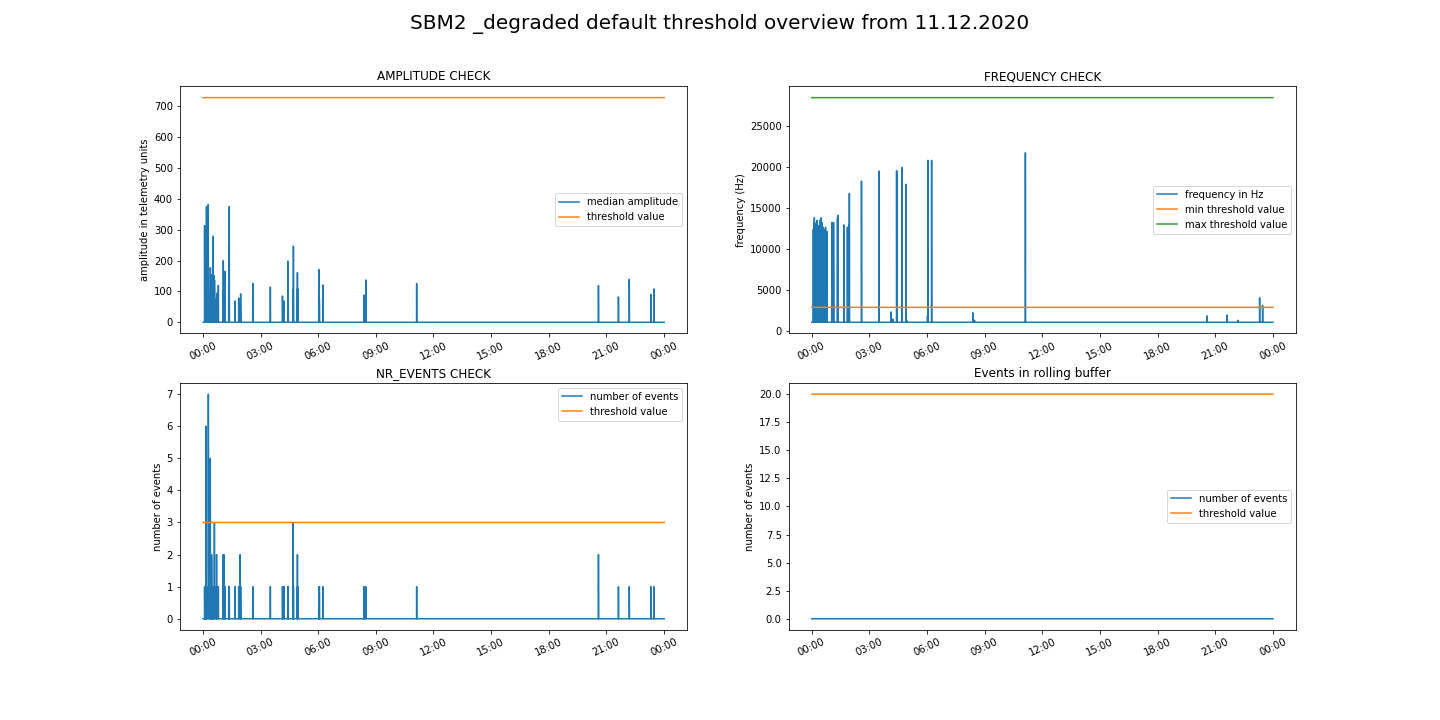 SBM2 _degraded default threshold overview from 11.12.2020
AMPLITUDE CHECK
amplitude in telemetry units
700
600
500
400
300
200
100
0
median amplitude
threshold value
00:00 03:00 06:00 09:00 12:00 15:00 18:00 21:00 00:00
FREQUENCY CHECK
frequency (Hz)
25000
20000
15000
10000
5000
0
frequency in Hz
min threshold value
max threshold value
00:00 03:00 06:00 09:00 12:00 15:00 18:00 21:00 00:00
NR_EVENTS CHECK
number of events
7
6
5
4
3
2
1
0
number of events
threshold value
00:00 03:00 06:00 09:00 12:00 15:00 18:00 21:00 00:00
Events in rolling buffer
number of events
20.0
17.5
15.0
12.5
10.0
7.5
5.0
2.5
0.0
number of events
threshold value
00:00 03:00 06:00 09:00 12:00 15:00 18:00 21:00 00:00